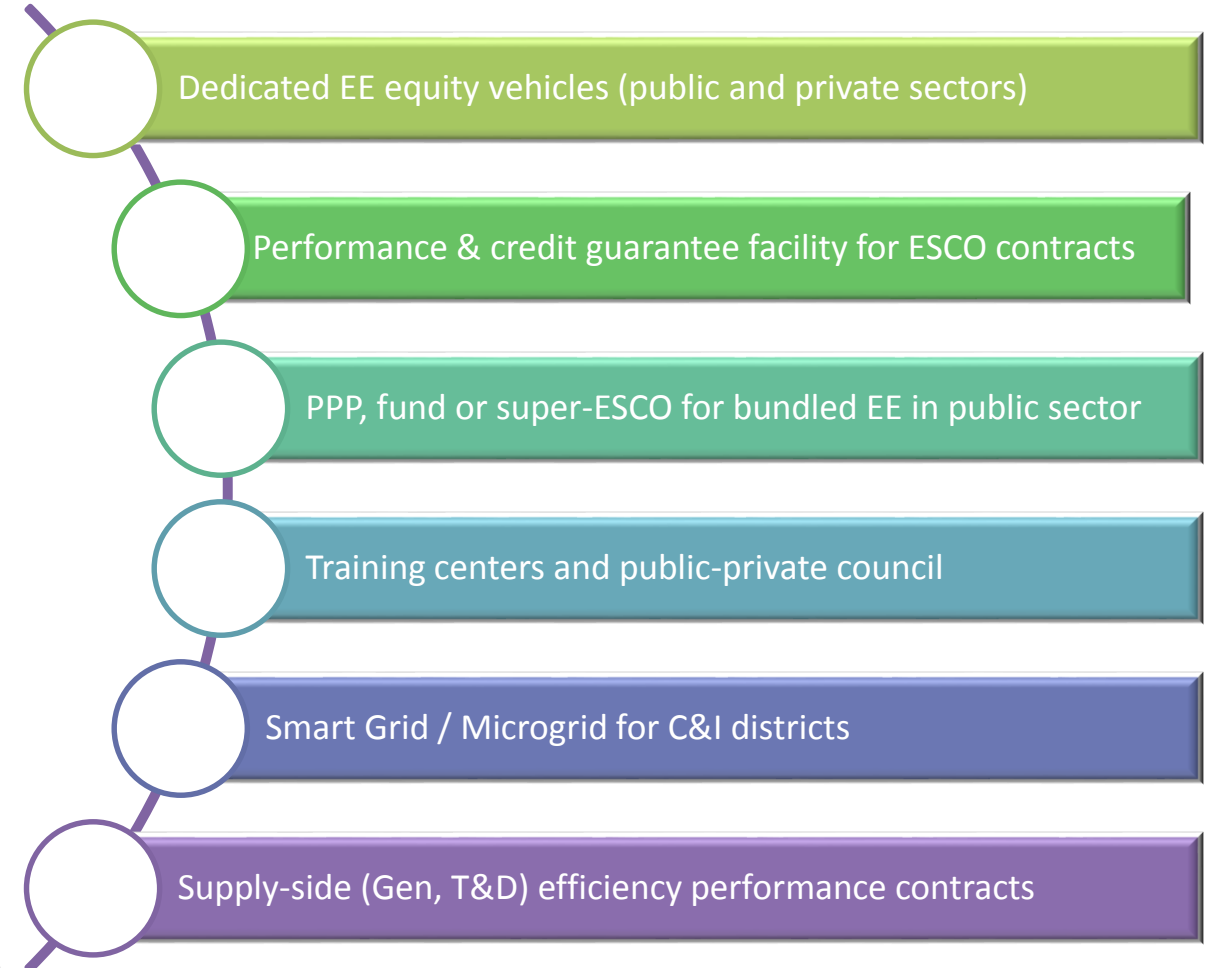 Dedicated EE equity vehicles (public and private sectors)
Performance & credit guarantee facility for ESCO contracts
PPP, fund or super-ESCO for bundled EE in public sector
Training centers and public-private council
Smart Grid / Microgrid for C&I districts
Supply-side (Gen, T&D) efficiency performance contracts